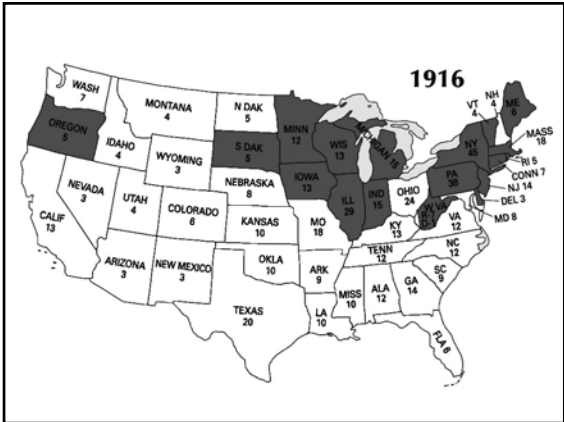 1916
WASH
7
OREGON
5
CALIF
13
NEVADA
3
IDAHO
4
MONTANA
4
WYOMING
3
UTAH
4
ARIZONA
3
COLORADO
6
NEW MEXICO
3
N DAK
5
S DAK
5
NEBRASKA
8
KANSAS
10
OKLA
10
TEXAS
20
MINN
12
IOWA
13
MO
18
ARK
9
LA
10
WIS
13
ILL
29
MICHIGAN 15
IND
15
OHIO
24
KY
13
TENN
12
MISS
10
ALA
12
GA
14
FLA 6
SC
9
NC
12
VA
12
W VA
R-7
D-1
PA
38
NY
45
VT
4
NH
4
ME
6
MASS
18
RI 5
CONN 7
NJ 14
DEL 3
MD 8